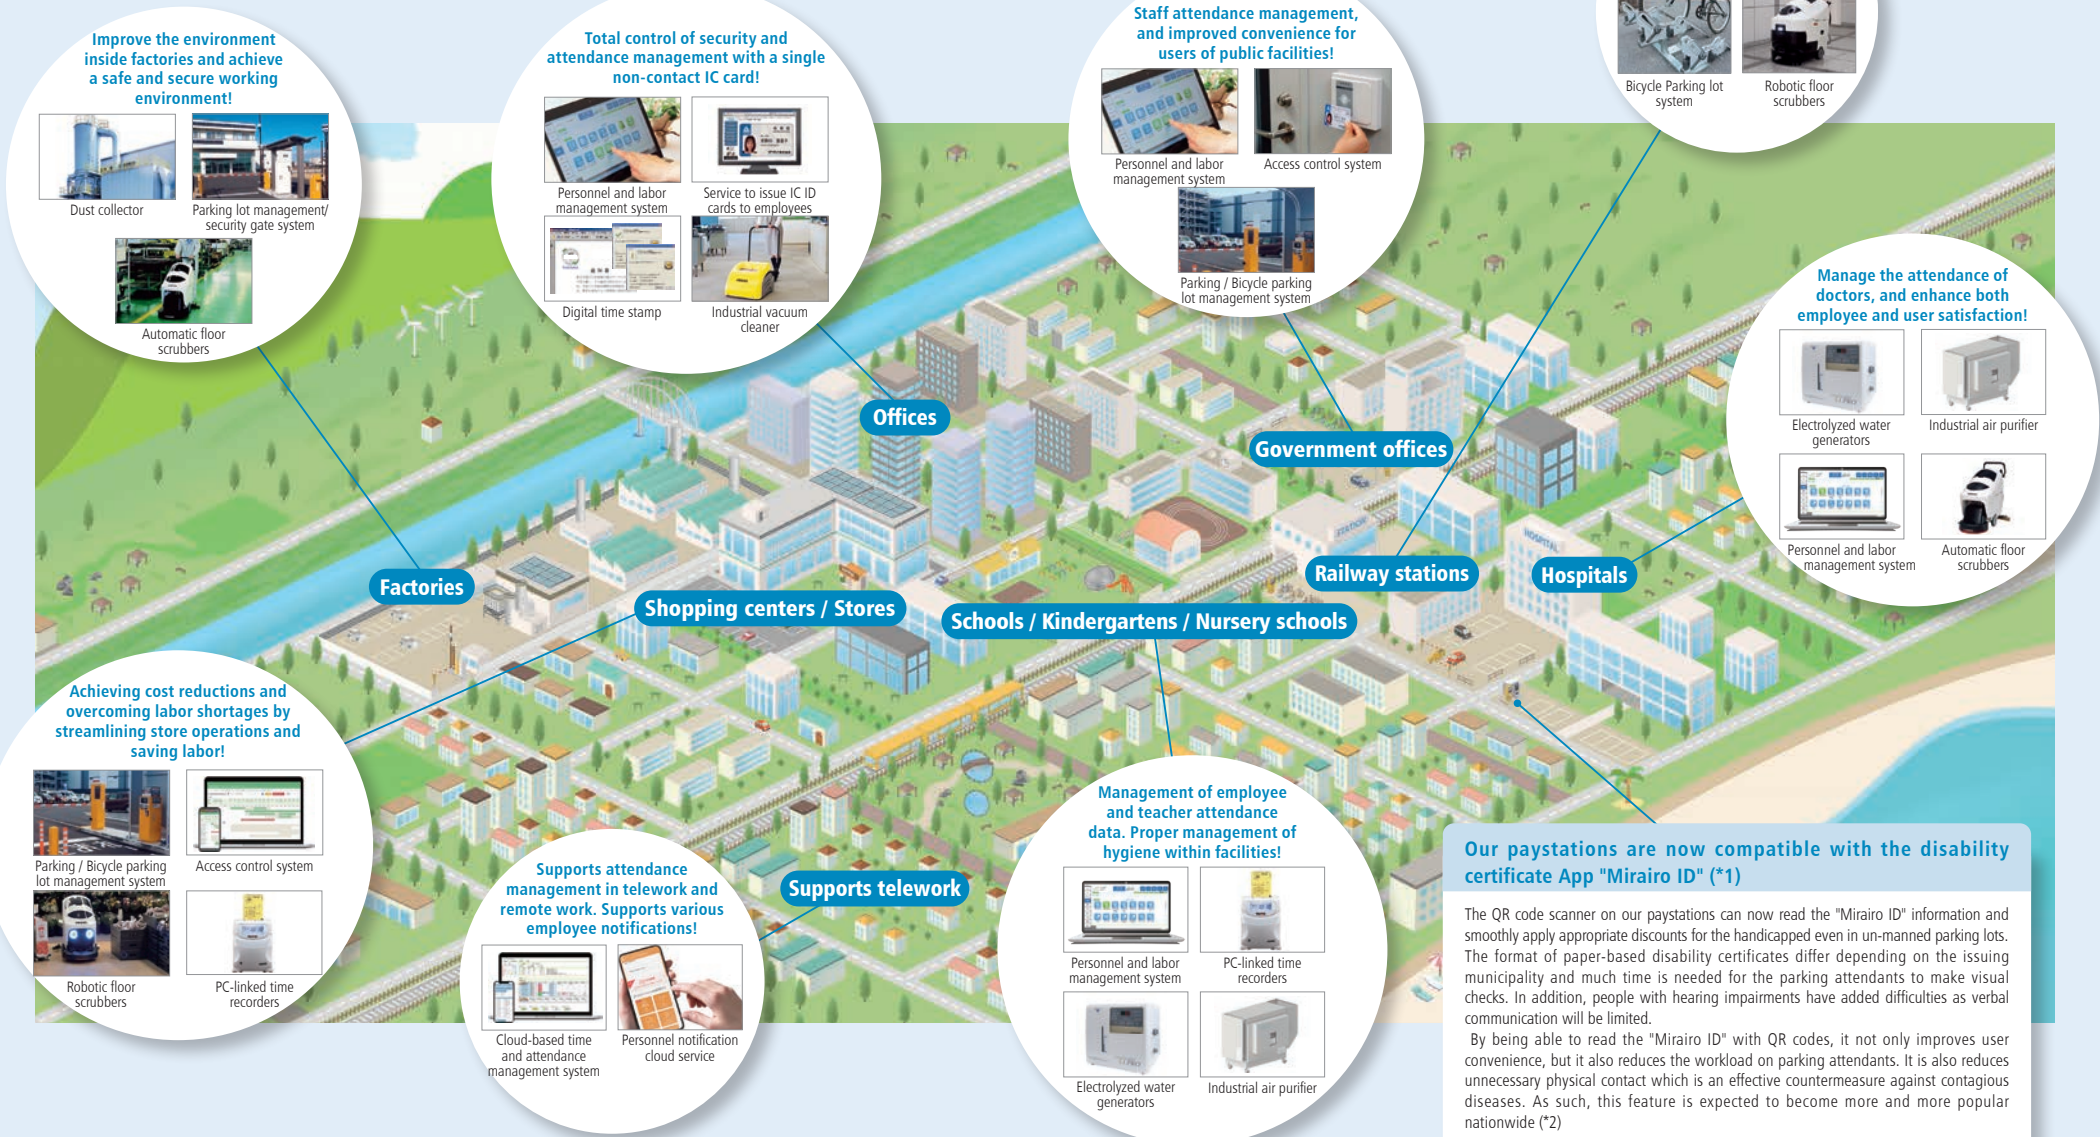 Improve the environment
inside factories and achieve
a safe and secure working
environment!
Dust collector
Parking lot management/
security gate system
Automatic floor
scrubbers
Total control of security and
attendance management with a single
non-contact IC card!
Personnel and labor
management system
Service to issue IC ID
cards to employees
Digital time stamp
Industrial vacuum
cleaner
Staff attendance management,
and improved convenience for
users of public facilities!
Personnel and labor
management system
Access control system
Parking / Bicycle parking
lot management system
Bicycle Parking lot
system
Robotic floor
scrubbers
Manage the attendance of
doctors, and enhance both
employee and user satisfaction!
Electrolyzed water
generators
Industrial air purifier
Personnel and labor
management system
Automatic floor
scrubbers
Offices
Government offices
STATION
HOSPITAL
Factories
Railway stations
Hospitals
Shopping centers / Stores
Schools / Kindergartens / Nursery schools
Supports telework
Achieving cost reductions and
overcoming labor shortages by
streamlining store operations and
saving labor!
Parking / Bicycle parking
lot management system
Access control system
Robotic floor
scrubbers
PC-linked time
recorders
Supports attendance
management in telework and
remote work. Supports various
employee notifications!
Cloud-based time
and attendance
management system
Personnel notification
cloud service
Management of employee
and teacher attendance
data. Proper management of
hygiene within facilities!
Personnel and labor
management system
PC-linked time
recorders
Electrolyzed water
generators
Industrial air purifier
Our paystations are now compatible with the disability
certificate App "Mirairo ID" (*1)
The QR code scanner on our paystations can now read the "Mirairo ID" information and
smoothly apply appropriate discounts for the handicapped even in un-manned parking lots.
The format of paper-based disability certificates differ depending on the issuing
municipality and much time is needed for the parking attendants to make visual
checks. In addition, people with hearing impairments have added difficulties as verbal
communication will be limited.
By being able to read the "Mirairo ID" with QR codes, it not only improves user
convenience, but it also reduces the workload on parking attendants. It is also reduces
unnecessary physical contact which is an effective countermeasure against contagious
diseases. As such, this feature is expected to become more and more popular
nationwide (*2)